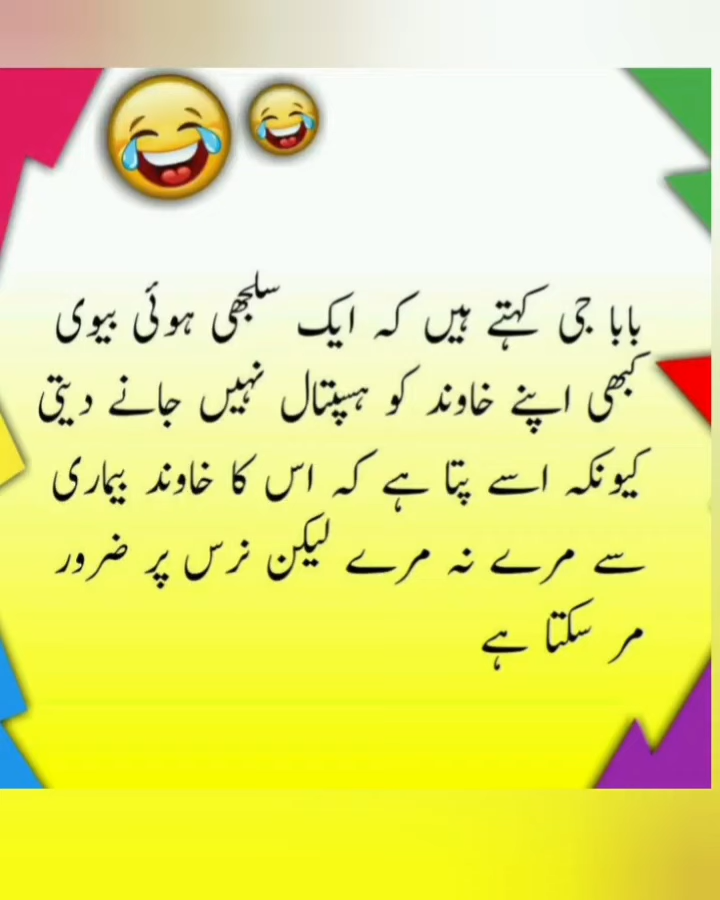 بابا جی کہتے ہیں کہ ایک سلجھی ہوئی بیوی
کبھی اپنے خاوند کو ہسپتال نہیں جانے دیتی
کیونکہ اسے پتا ہے کہ اس کا خاوند بیماری
سے مرے نہ مرے لیکن نرس پر ضرور
مر سکتا ہے